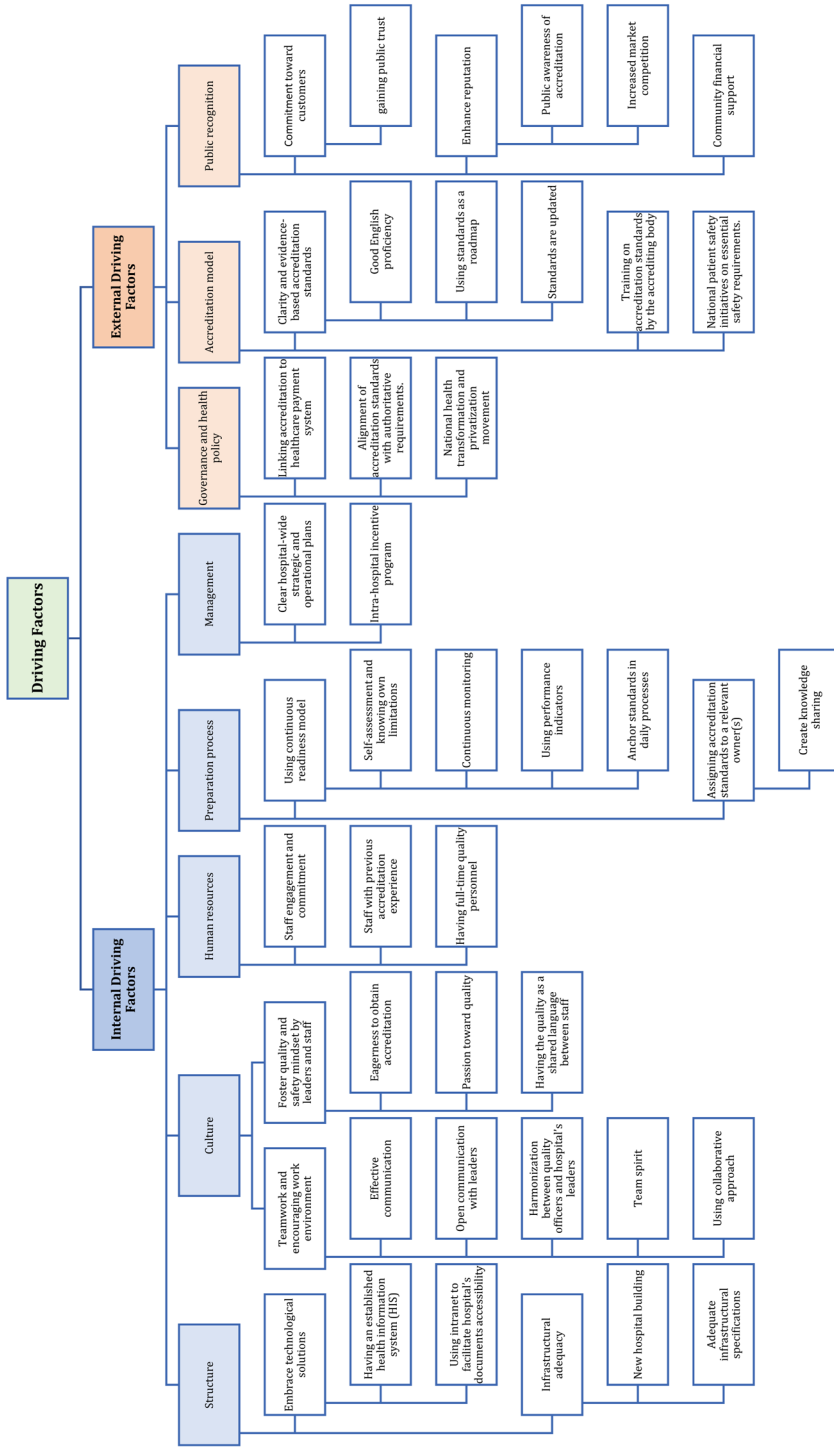 Driving Factors
Internal Driving
Factors
Structure
Embrace technological
solutions
Having an established
health information
system (HIS)
Using intranet to
facilitate hospital's
documents accessibility
Infrastructural
adequacy
New hospital building
Adequate
infrastructural
specifications
Culture
Teamwork and
encouraging work
environment
Effective
communication
Open communication
with leaders
Harmonization
between quality
officers and hospital's
leaders
Team spirit
Using collaborative
approach
Foster quality and
safety mindset by
leaders and staff
Eagerness to obtain
accreditation
Passion toward quality
Having the quality as a
shared language
between staff
Human resources
Staff engagement and
commitment
Staff with previous
accreditation
experience
Having full-time quality
personnel
Preparation process
Using continuous
readiness model
Self-assessment and
knowing own
limitations
Continuous monitoring
Using performance
indicators
Anchor standards in
daily processes
Assigning accreditation
standards to a relevant
owner(s)
Create knowledge
sharing
Management
Clear hospital-wide
strategic and
operational plans
Intra-hospital incentive
program
External Driving
Factors
Governance and health
policy
Linking accreditation to
healthcare payment
system
Alignment of
accreditation standards
with authoritative
requirements.
National health
transformation and
privatization
movement
Accreditation model
Clarity and evidence-
based accreditation
standards
Good English
proficiency
Using standards as a
roadmap
Standards are updated
Training on
accreditation standards
by the accrediting body
National patient safety
initiatives on essential
safety requirements.
Public recognition
Commitment toward
customers
gaining public trust
Enhance reputation
Public awareness of
accreditation
Increased market
competition
Community financial
support